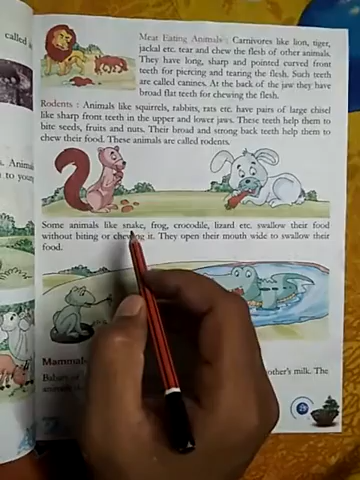 called
Meat Eating Animals : Carnivores like lion, tiger,
jackal etc. tear and chew the flesh of other animals.
They have long, sharp and pointed curved front
teeth for piercing and tearing the flesh. Such teeth
are called canines. At the back of the jaw they have
broad flat teeth for chewing the flesh.
Rodents : Animals like squirrels, rabbits, rats etc. have pairs of large chisel
like sharp front teeth in the upper and lower jaws. These teeth help them to
bite seeds, fruits and nuts. Their broad and strong back teeth help them to
chew their food. These animals are called rodents.
. Animal
to your
Some animals like snake, frog, crocodile, lizard etc. swallow their food
without biting or chewing it. They open their mouth wide to swallow their
food.
Mammal
Babies of other's milk. The
animals